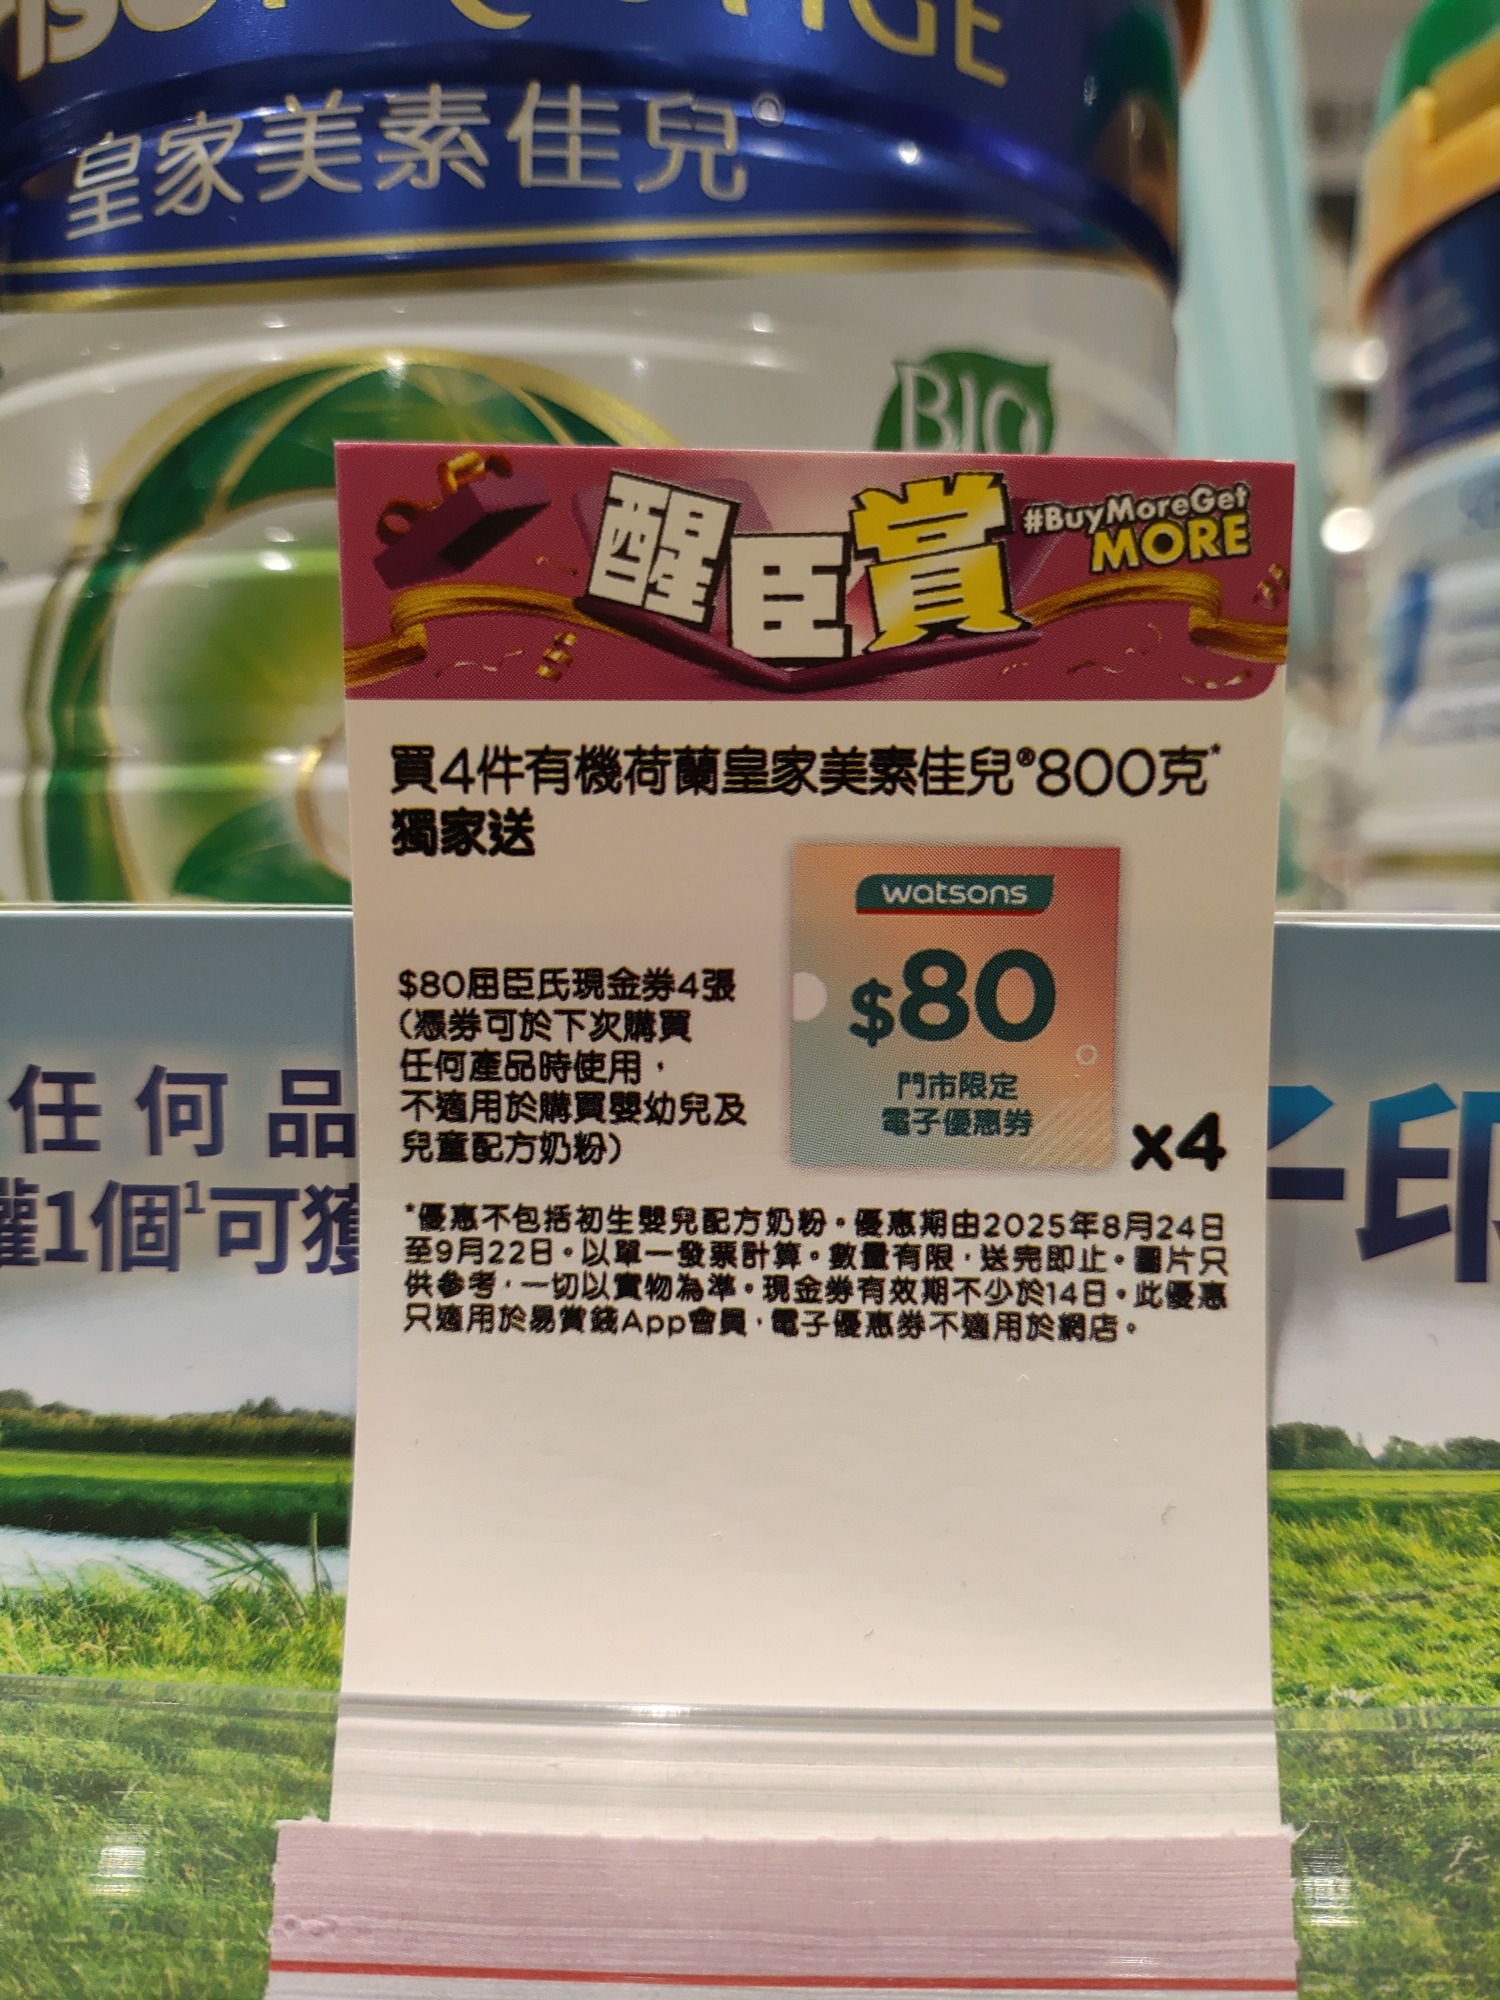 皇家美素佳兒
BIO
醒臣賞
#BuyMoreGet
MORE
買4件有機荷蘭皇家美素佳兒®800克*
獨家送
watsons
$80
門市限定
電子優惠券
x4
$80屈臣氏現金券4張
(憑券可於下次購買
任何產品時使用，
不適用於購買嬰幼兒及
兒童配方奶粉)
*優惠不包括初生嬰兒配方奶粉。優惠期由2025年8月24日
至9月22日。以單一發票計算。數量有限，送完即止。圖片只
供參考，一切以實物為準。現金券有效期不少於14日。此優惠
只適用於易賞錢App會員，電子優惠券不適用於網店。
任何品
1個¹可獲
印